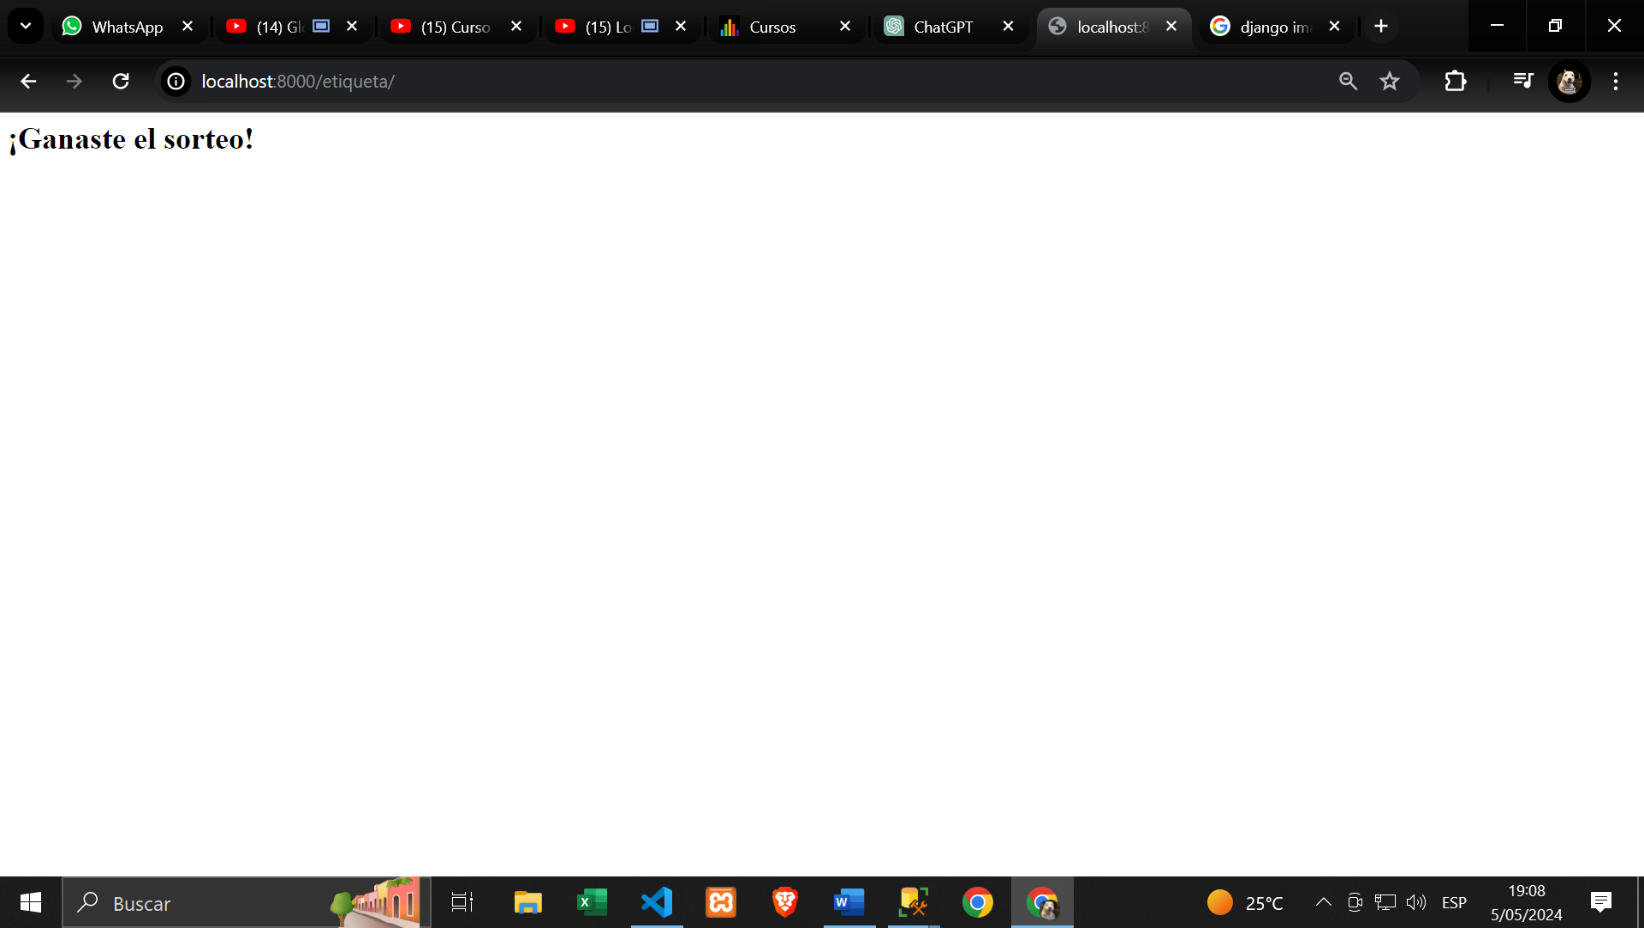 WhatsApp
(14) Gl
(15) Curso
(15) Lo
Cursos
ChatGPT
localhost:8
django ima
localhost:8000/etiqueta/
¡Ganaste el sorteo!
Buscar
25°C
ESP
19:08
5/05/2024